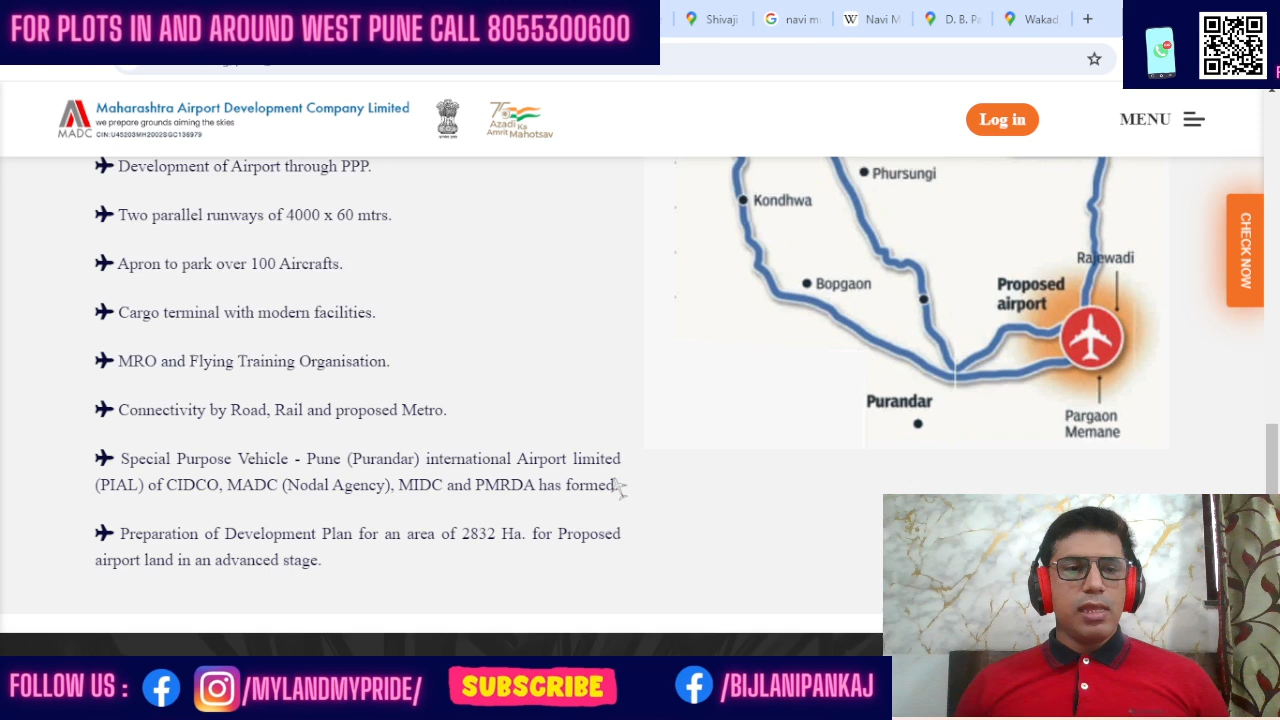 FOR PLOTS IN AND AROUND WEST PUNE CALL 8055300600
Shivaji
navi mu
Navi M
D. B. Pa
Wakad
Maharashtra Airport Development Company Limited
we prepare grounds aiming the skies
MADC
CIN:U45203MH2002SGC136979
Azadi Ka
Amrit Mahotsav
Log in
MENU
Development of Airport through PPP.
Two parallel runways of 4000 x 60 mtrs.
Apron to park over 100 Aircrafts.
Cargo terminal with modern facilities.
MRO and Flying Training Organisation.
Connectivity by Road, Rail and proposed Metro.
Special Purpose Vehicle - Pune (Purandar) international Airport limited
(PIAL) of CIDCO, MADC (Nodal Agency), MIDC and PMRDA has formed.
Preparation of Development Plan for an area of 2832 Ha. for Proposed
airport land in an advanced stage.
Phursungi
Kondhwa
Rajewadi
Bopgaon
Proposed
airport
Purandar
Pargaon
Memane
CHECK NOW
FOLLOW US :
/MYLANDMYPRIDE/
SUBSCRIBE
/BIJLANIPANKAJ